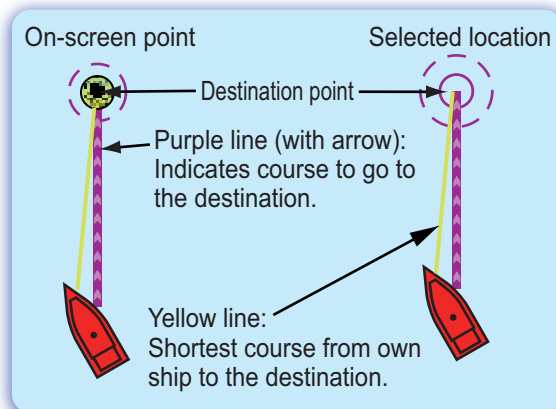 On-screen point
Selected location
Destination point
Purple line (with arrow):
Indicates course to go to
the destination.
Yellow line:
Shortest course from own
ship to the destination.